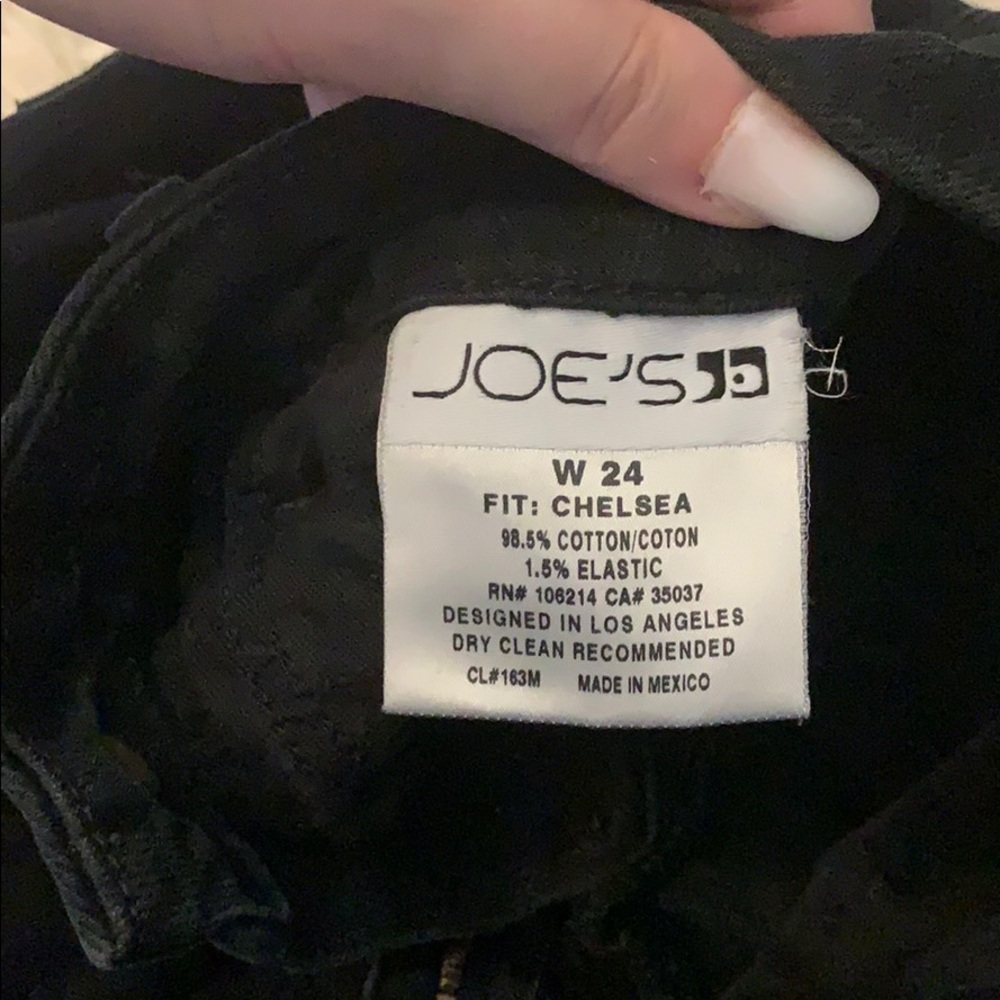 JOE'S
W 24
FIT: CHELSEA
98.5% COTTON/COTON
1.5% ELASTIC
RN# 106214 CA# 35037
DESIGNED IN LOS ANGELES
DRY CLEAN RECOMMENDED
CL#163M MADE IN MEXICO